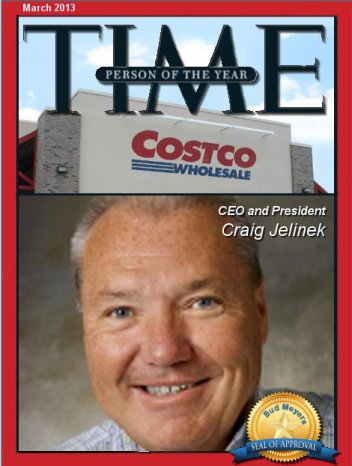 March 2013
TIME
PERSON OF THE YEAR
COSTCO
WHOLESALE
CEO and President
Craig Jelinek
Bud Meyers
SEAL OF APPROVAL